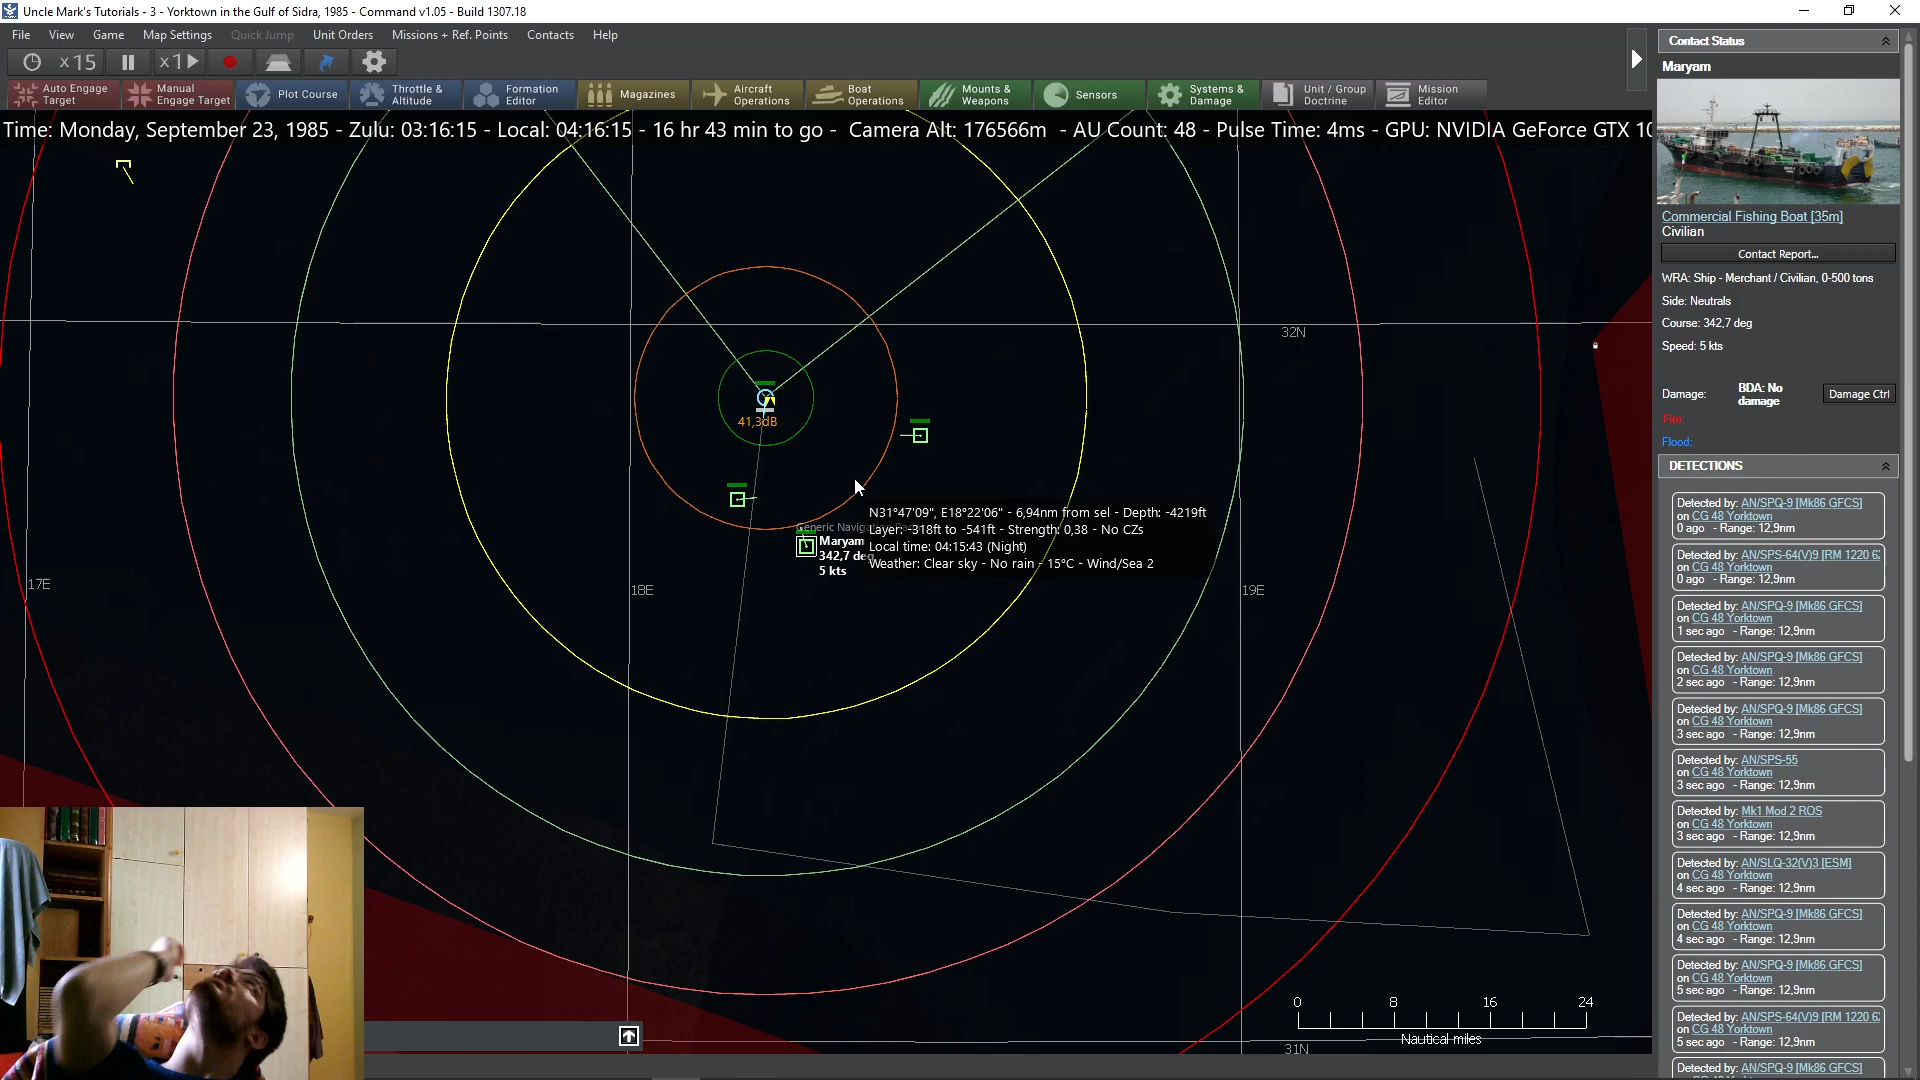 Uncle Mark's Tutorials - 3 - Yorktown in the Gulf of Sidra, 1985 - Command v1.05 - Build 1307.18
File View Game Map Settings Quick Jump Unit Orders Missions + Ref. Points Contacts Help
x 15 x1
Auto Engage Target
Manual Engage Target
Plot Course
Throttle & Altitude
Formation Editor
Magazines
Aircraft Operations
Boat Operations
Mounts & Weapons
Sensors
Systems & Damage
Unit / Group Doctrine
Mission Editor
Time: Monday, September 23, 1985 - Zulu: 03:16:15 - Local: 04:16:15 - 16 hr 43 min to go - Camera Alt: 176566m - AU Count: 48 - Pulse Time: 4ms - GPU: NVIDIA GeForce GTX 10
32N
41,3dB
N31°47'09", E18°22'06" - 6,94nm from sel - Depth: -4219ft
Layer: -318ft to -541ft - Strength: 0,38 - No CZs
Local time: 04:15:43 (Night)
Weather: Clear sky - No rain - 15°C - Wind/Sea 2
Generic Naviga
Maryam
342,7 deg
5 kts
17E
18E
19E
0 8 16 24
Nautical miles
31N
Contact Status
Maryam
Commercial Fishing Boat [35m]
Civilian
Contact Report...
WRA: Ship - Merchant / Civilian, 0-500 tons
Side: Neutrals
Course: 342,7 deg
Speed: 5 kts
Damage: BDA: No damage Damage Ctrl
Fire:
Flood:
DETECTIONS
Detected by: AN/SPQ-9 [Mk86 GFCS]
on CG 48 Yorktown
0 ago - Range: 12,9nm
Detected by: AN/SPS-64(V)9 [RM 1220 6
on CG 48 Yorktown
0 ago - Range: 12,9nm
Detected by: AN/SPQ-9 [Mk86 GFCS]
on CG 48 Yorktown
1 sec ago - Range: 12,9nm
Detected by: AN/SPQ-9 [Mk86 GFCS]
on CG 48 Yorktown
2 sec ago - Range: 12,9nm
Detected by: AN/SPQ-9 [Mk86 GFCS]
on CG 48 Yorktown
3 sec ago - Range: 12,9nm
Detected by: AN/SPS-55
on CG 48 Yorktown
3 sec ago - Range: 12,9nm
Detected by: Mk1 Mod 2 ROS
on CG 48 Yorktown
3 sec ago - Range: 12,9nm
Detected by: AN/SLQ-32(V)3 [ESM]
on CG 48 Yorktown
4 sec ago - Range: 12,9nm
Detected by: AN/SPQ-9 [Mk86 GFCS]
on CG 48 Yorktown
4 sec ago - Range: 12,9nm
Detected by: AN/SPQ-9 [Mk86 GFCS]
on CG 48 Yorktown
5 sec ago - Range: 12,9nm
Detected by: AN/SPS-64(V)9 [RM 1220 6
on CG 48 Yorktown
5 sec ago - Range: 12,9nm
Detected by: AN/SPQ-9 [Mk86 GFCS]